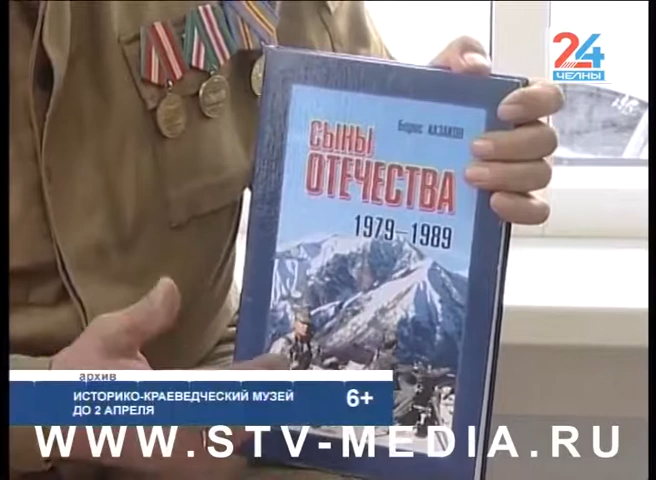 24
ЧЕЛНЫ
Борис КАЗАКОВ
СЫНЫ
ОТЕЧЕСТВА
1979–1989
архив
ИСТОРИКО-КРАЕВЕДЧЕСКИЙ МУЗЕЙ
ДО 2 АПРЕЛЯ
6+
WWW.STV-MEDIA.RU